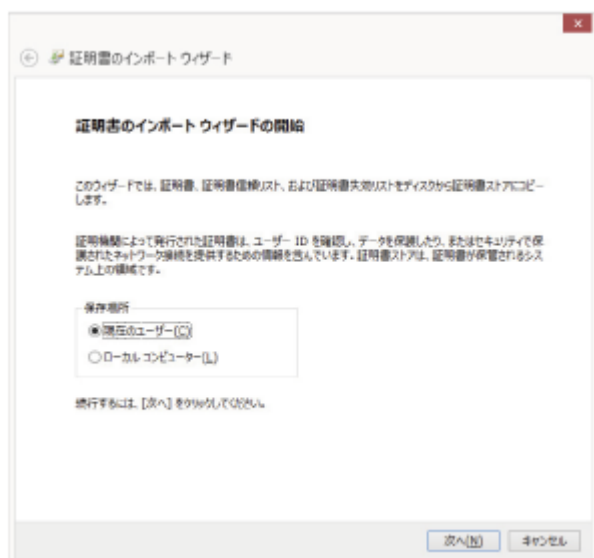 証明書のインポート ウィザード
証明書のインポート ウィザードの開始
このウィザードでは、証明書、証明書信頼リスト、および証明書失効リストをディスクから証明書ストアにコピー
します。
証明機関によって発行された証明書は、ユーザー ID を確認し、データを保護したり、またはセキュリティで保
護されたネットワーク接続を提供するための情報を含んでいます。証明書ストアは、証明書が保管されるシス
テム上の領域です。
保存場所
現在のユーザー(C)
ローカル コンピューター(L)
続行するには、[次へ] をクリックしてください。
次へ(N)
キャンセル